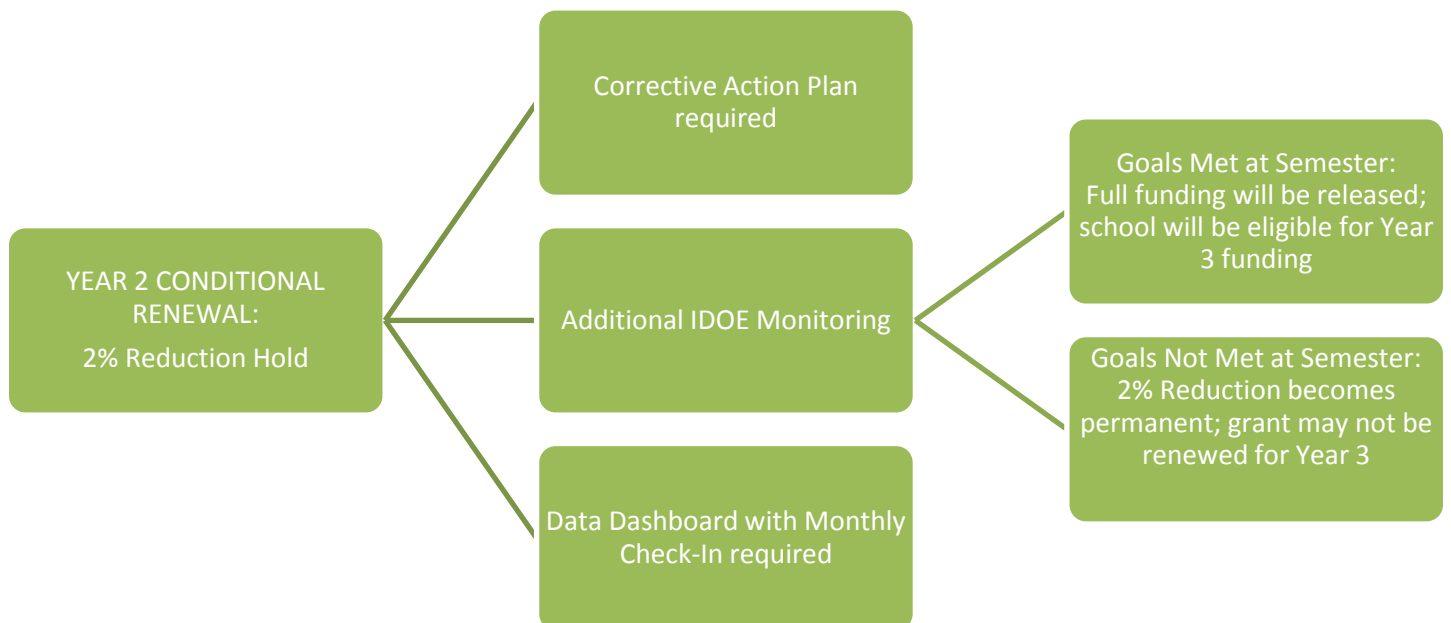 YEAR 2 CONDITIONAL
RENEWAL:
2% Reduction Hold
Corrective Action Plan
required
Additional IDOE Monitoring
Data Dashboard with Monthly
Check-In required
Goals Met at Semester:
Full funding will be released;
school will be eligible for Year
3 funding
Goals Not Met at Semester:
2% Reduction becomes
permanent; grant may not be
renewed for Year 3